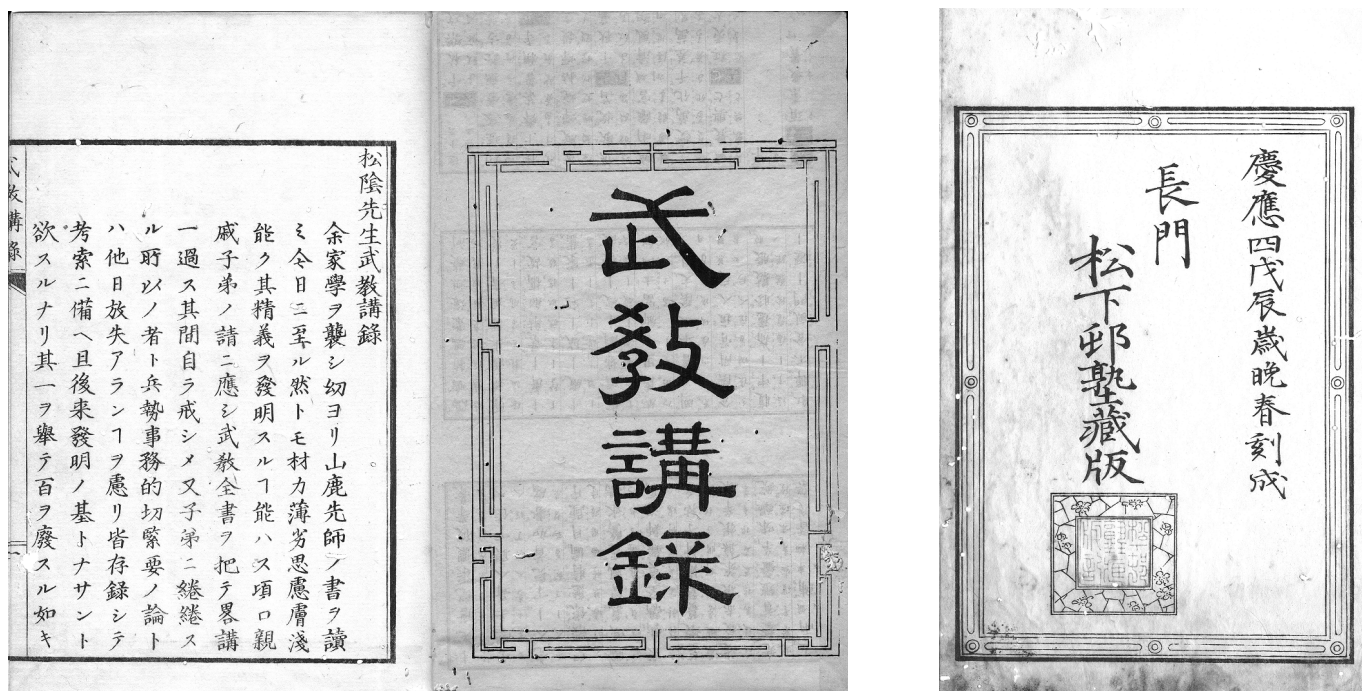 慶應四戊辰歳晩春刻成
長門
松下邨塾藏版
武教講錄
松陰先生武教講錄
余家學ヲ襲シ幼ヨリ山鹿先師ノ書ヲ讀
ミ今日ニ至ル然トモ材力薄劣思慮膚淺
能ク其精義ヲ發明スルヿ能ハス頃口親
戚子弟ノ請ニ應シ武教全書ヲ把テ畧講
一過ス其間自ラ戒シメ又子弟ニ綣綣ス
ル所以ノ者ト兵勢事務的切緊要ノ論ト
ハ他日放失アランヿヲ慮リ皆存録シテ
考索ニ備ヘ且後来發明ノ基トナサント
欲スルナリ其一ヲ舉テ百ヲ廢スル如キ
武教講錄
一